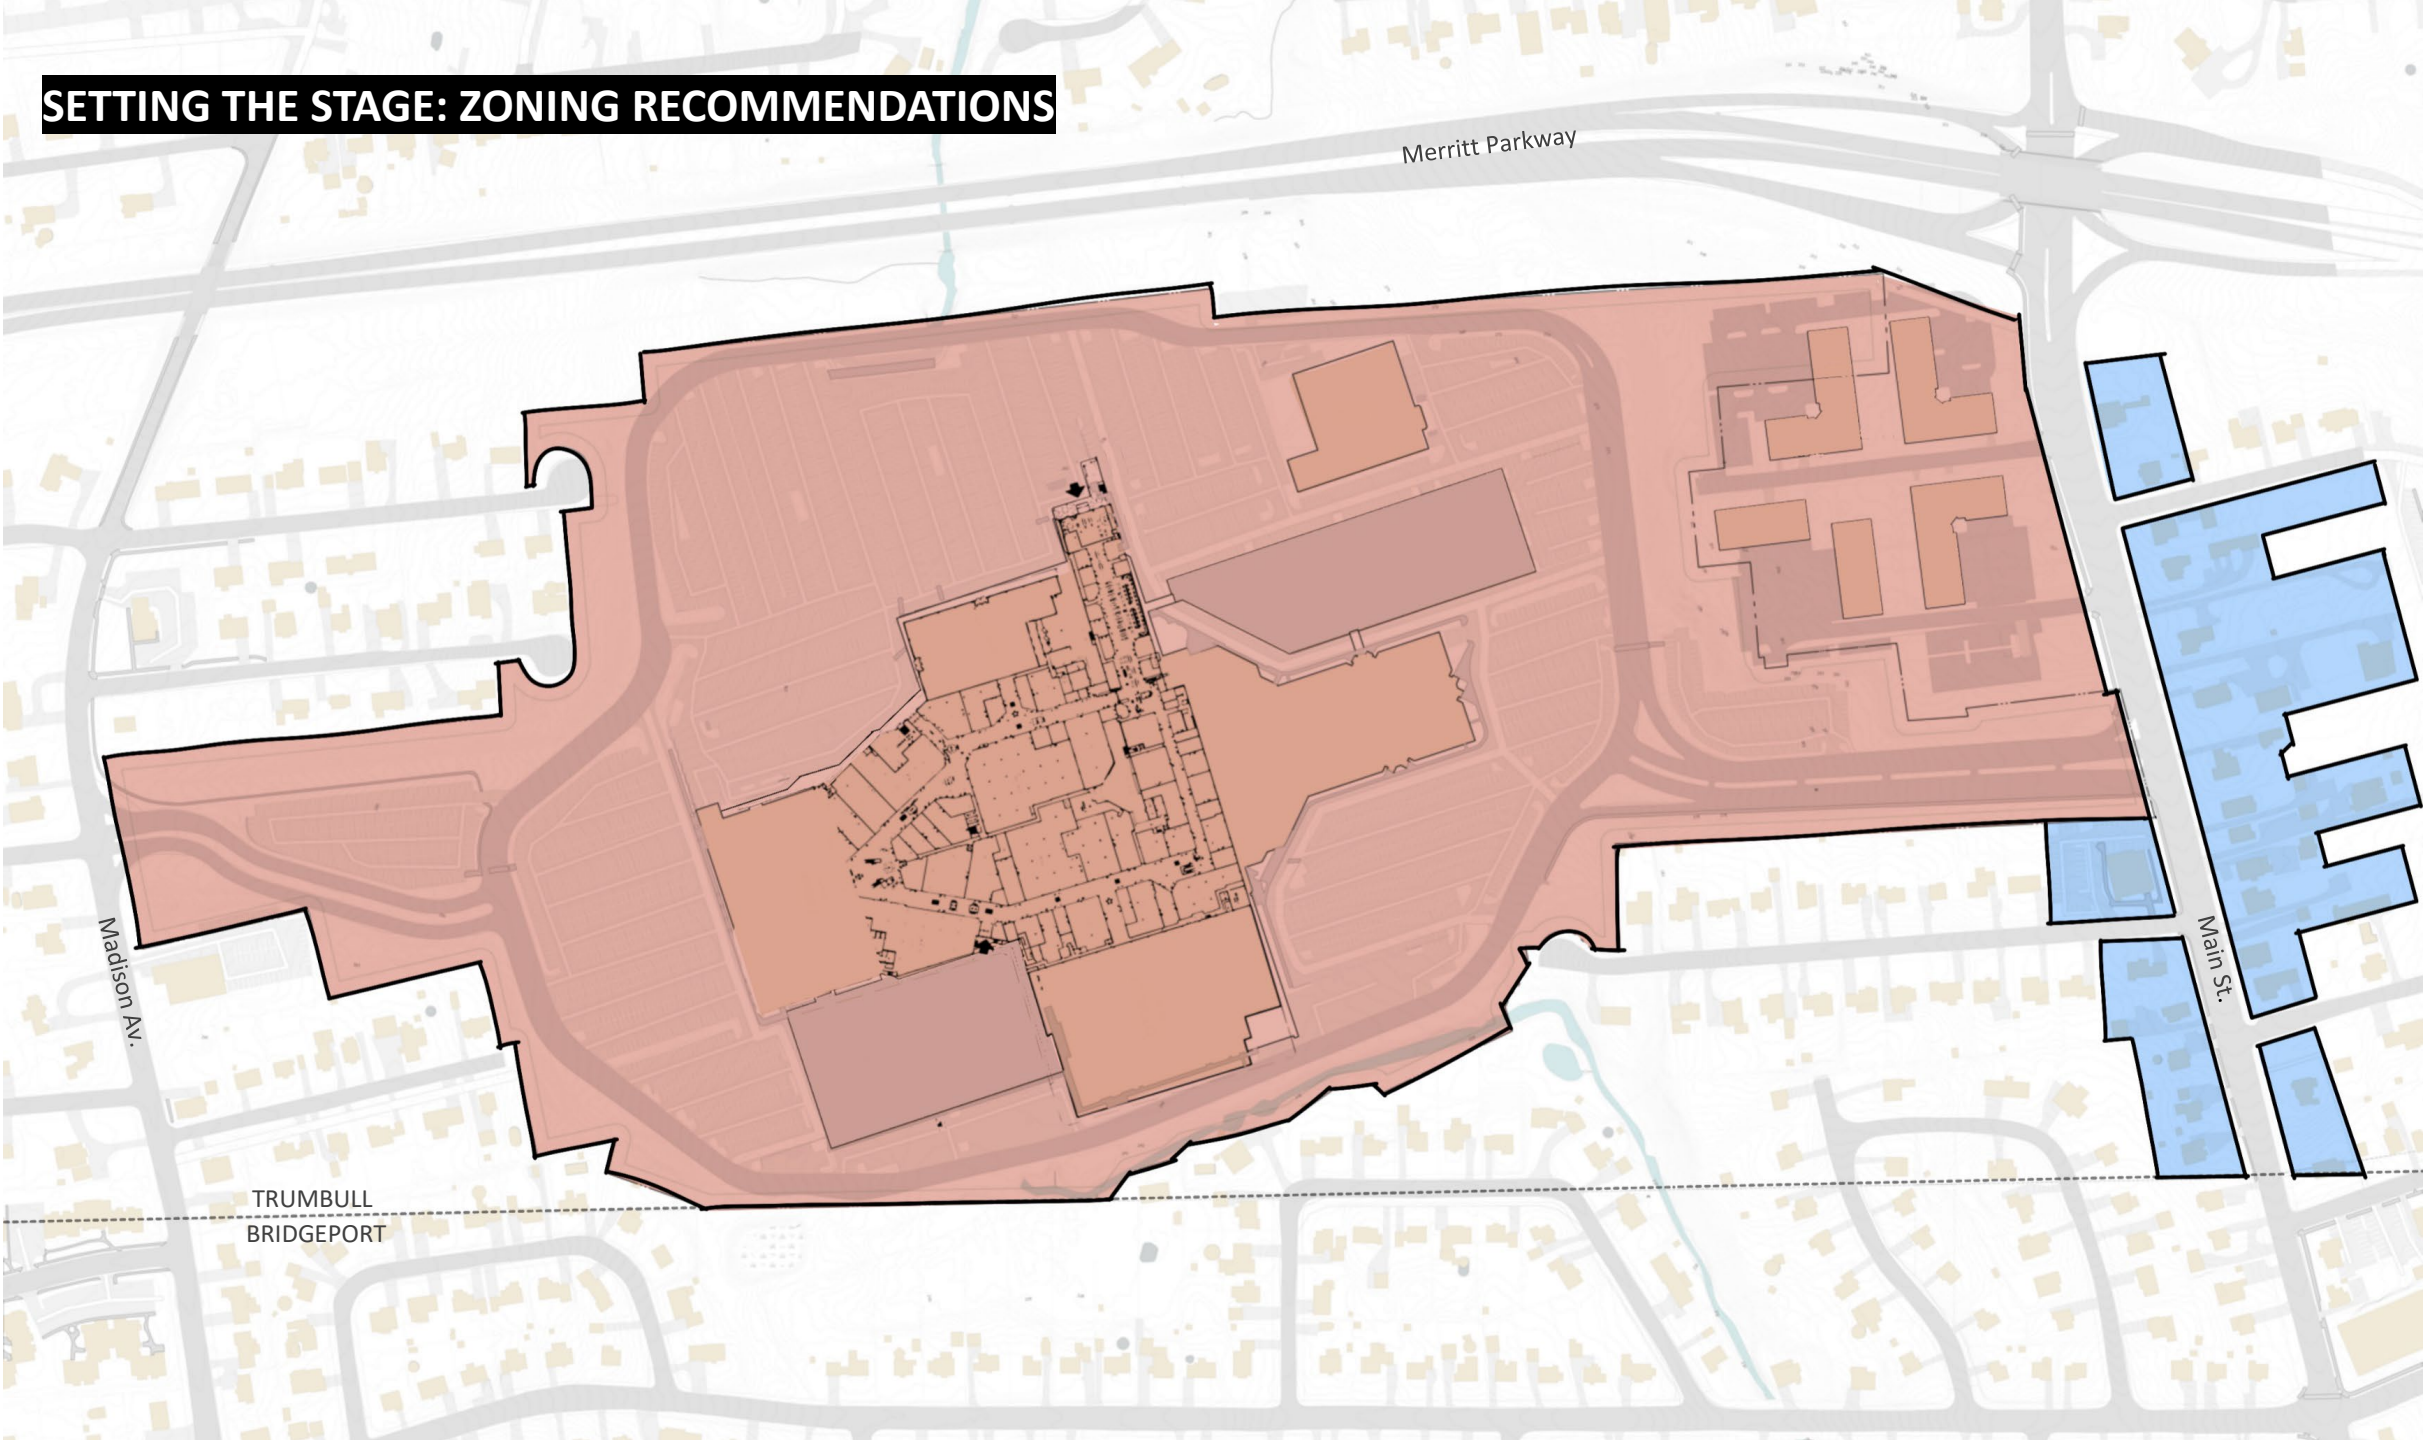 SETTING THE STAGE: ZONING RECOMMENDATIONS
Merritt Parkway
Madison Av.
Main St.
TRUMBULL
BRIDGEPORT